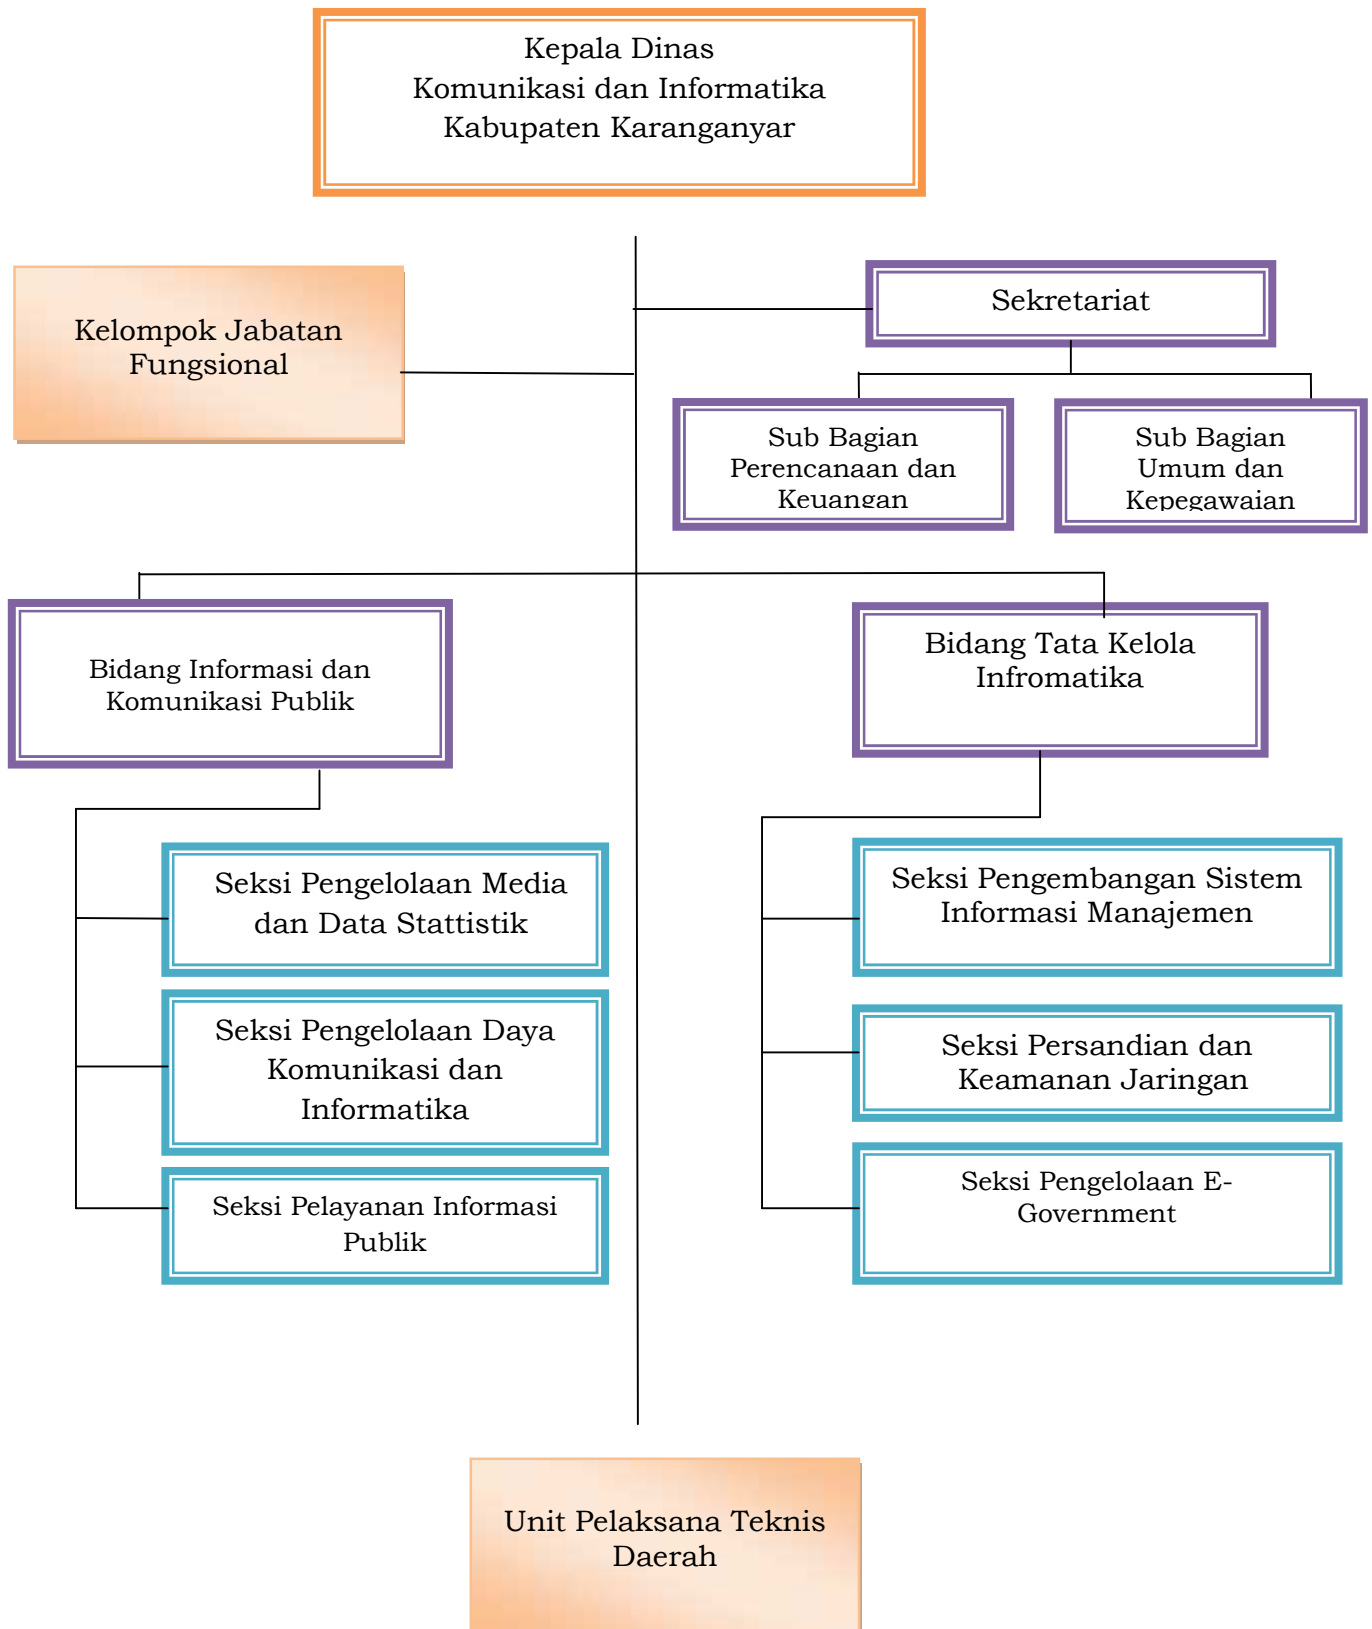 Kepala Dinas
Komunikasi dan Informatika
Kabupaten Karanganyar
Sekretariat
Kelompok Jabatan
Fungsional
Sub Bagian
Perencanaan dan
Keuangan
Sub Bagian
Umum dan
Kepegawaian
Bidang Informasi dan
Komunikasi Publik
Bidang Tata Kelola
Infromatika
Seksi Pengelolaan Media
dan Data Stattistik
Seksi Pengelolaan Daya
Komunikasi dan
Informatika
Seksi Pelayanan Informasi
Publik
Seksi Pengembangan Sistem
Informasi Manajemen
Seksi Persandian dan
Keamanan Jaringan
Seksi Pengelolaan E-
Government
Unit Pelaksana Teknis
Daerah